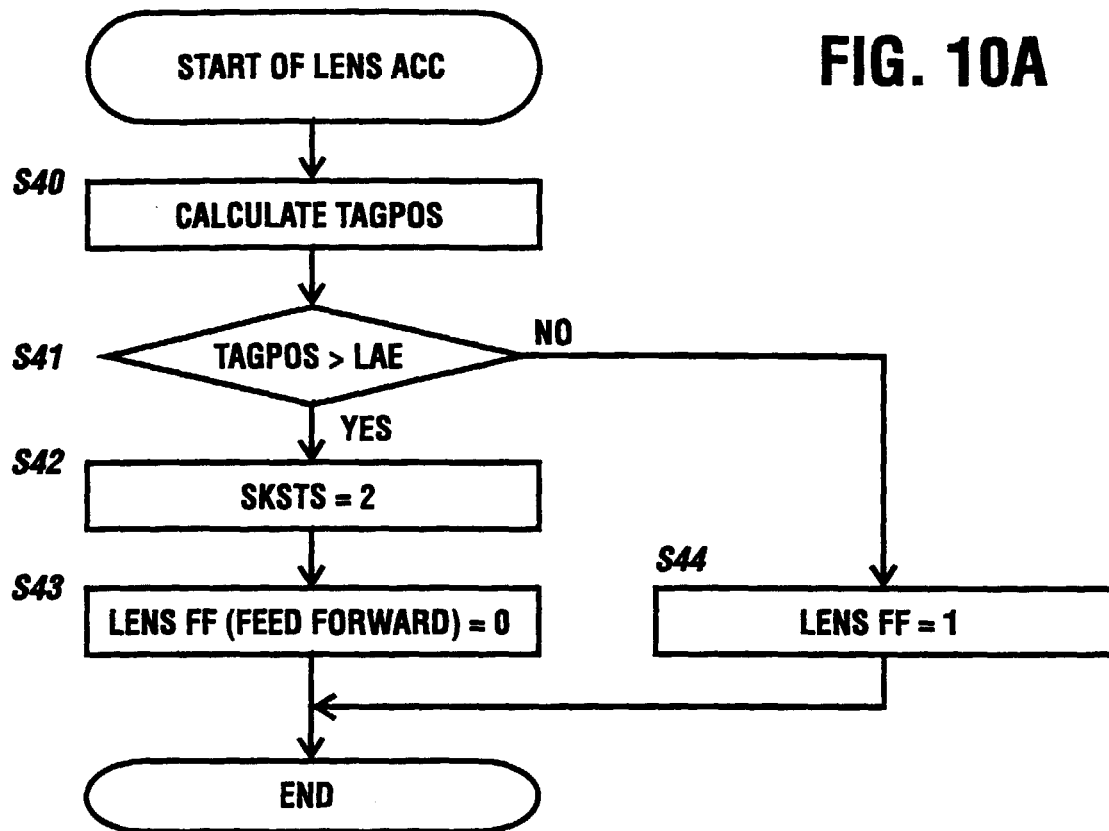 FIG. 10A
START OF LENS ACC
S40
CALCULATE TAGPOS
S41
TAGPOS > LAE
NO
YES
S42
SKSTS = 2
S43
LENS FF (FEED FORWARD) = 0
S44
LENS FF = 1
END